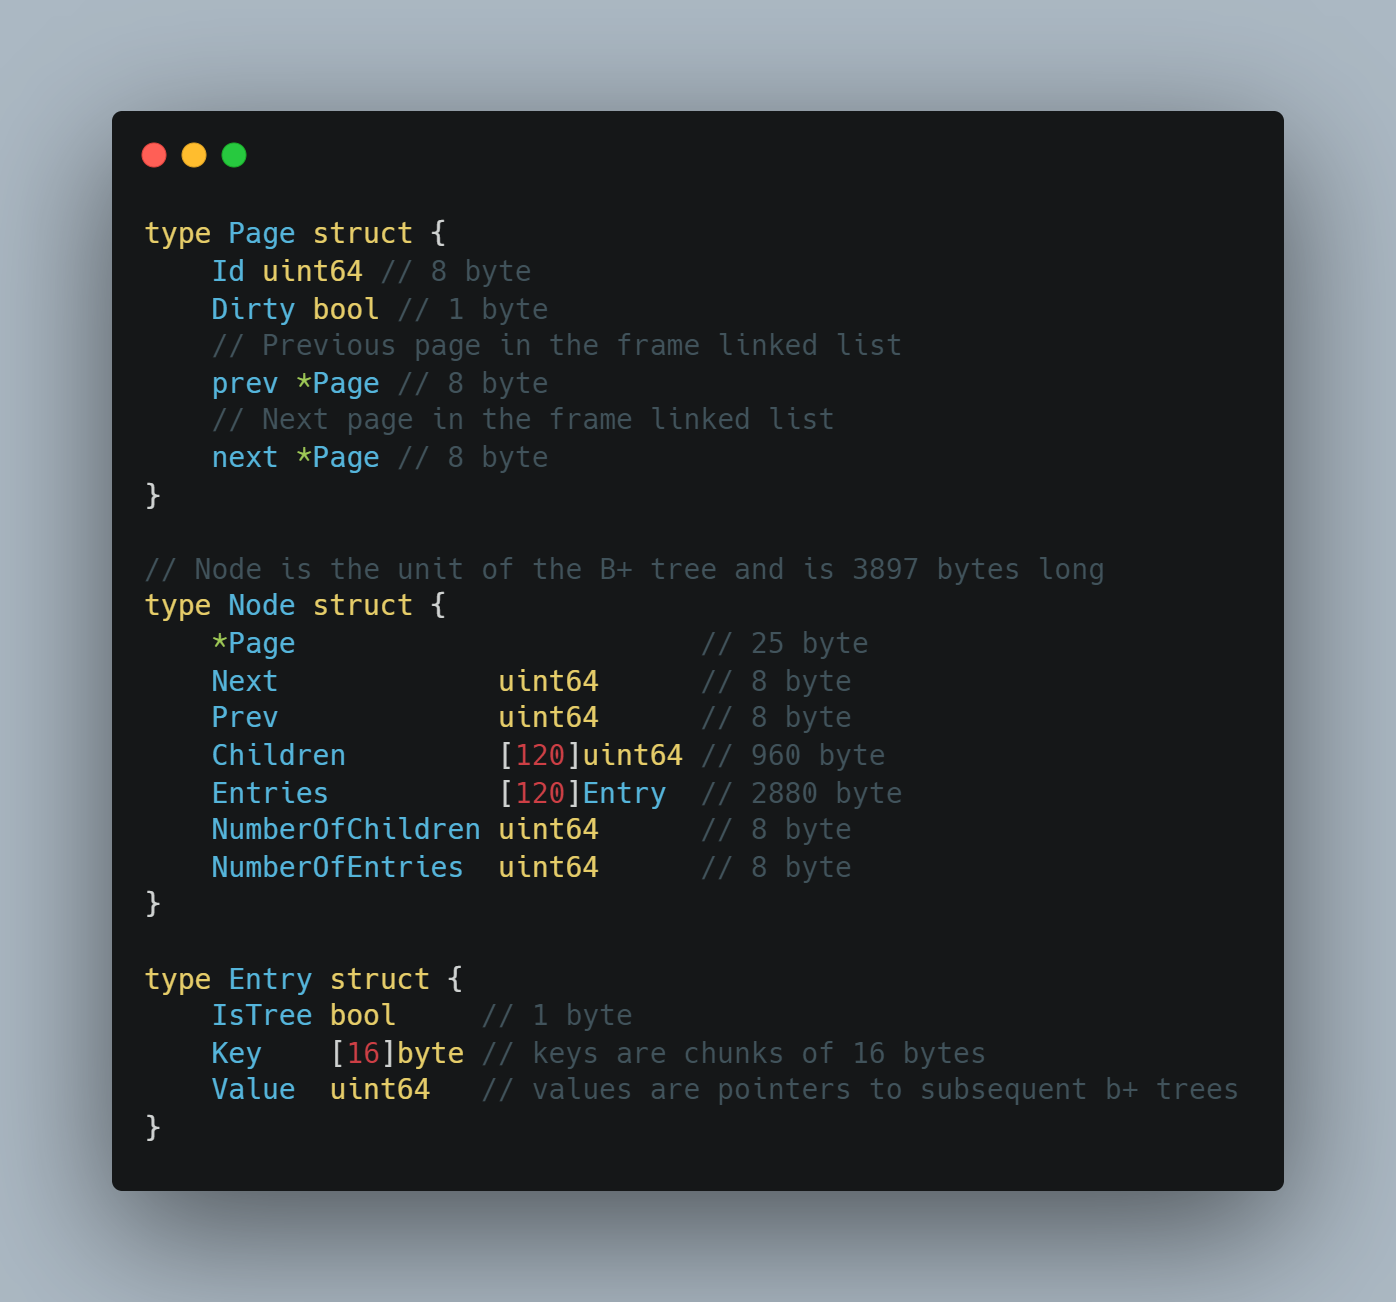 type Page struct {
    Id uint64 // 8 byte
    Dirty bool // 1 byte
    // Previous page in the frame linked list
    prev *Page // 8 byte
    // Next page in the frame linked list
    next *Page // 8 byte
}

// Node is the unit of the B+ tree and is 3897 bytes long
type Node struct {
    *Page                        // 25 byte
    Next             uint64      // 8 byte
    Prev             uint64      // 8 byte
    Children         [120]uint64 // 960 byte
    Entries          [120]Entry  // 2880 byte
    NumberOfChildren uint64      // 8 byte
    NumberOfEntries  uint64      // 8 byte
}

type Entry struct {
    IsTree bool     // 1 byte
    Key    [16]byte // keys are chunks of 16 bytes
    Value  uint64   // values are pointers to subsequent b+ trees
}